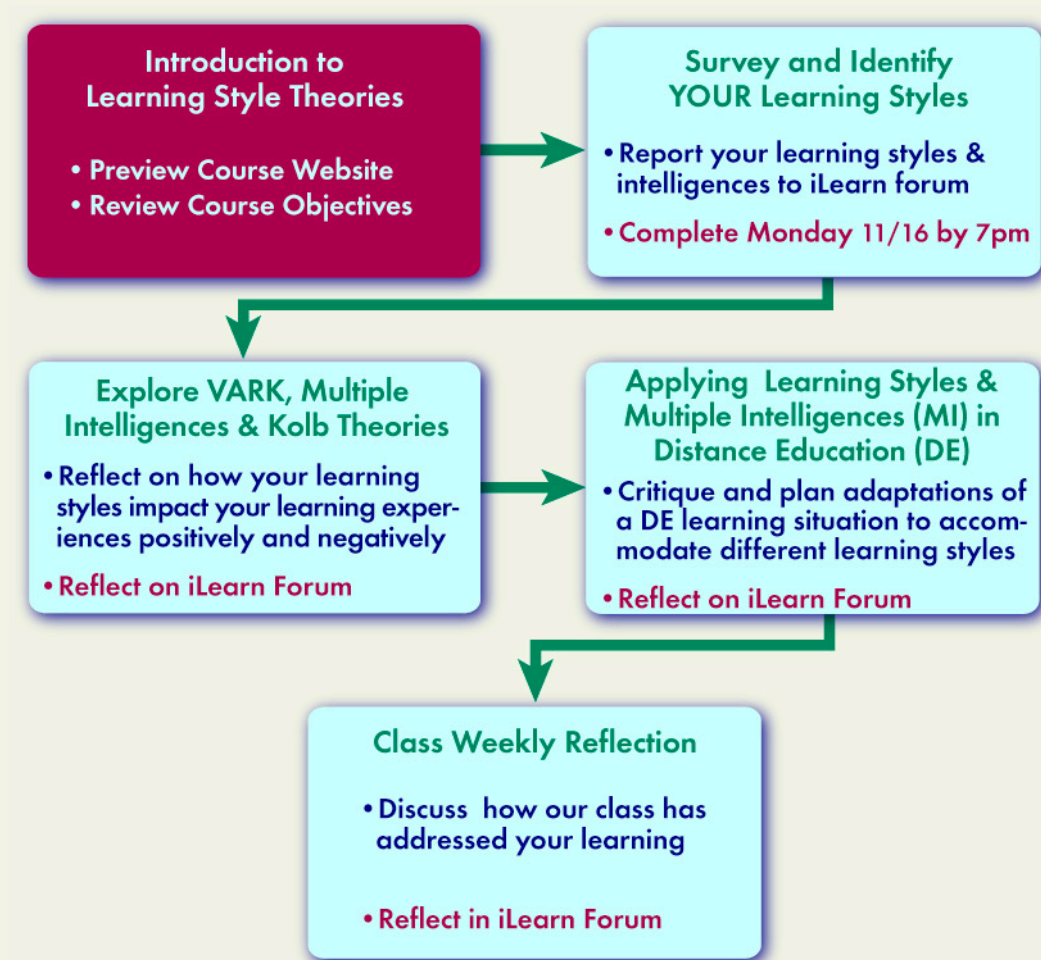 Introduction to
Learning Style Theories
• Preview Course Website
• Review Course Objectives
Survey and Identify
YOUR Learning Styles
• Report your learning styles &
intelligences to iLearn forum
• Complete Monday 11/16 by 7pm
Explore VARK, Multiple
Intelligences & Kolb Theories
• Reflect on how your learning
styles impact your learning exper-
iences positively and negatively
• Reflect on iLearn Forum
Applying Learning Styles &
Multiple Intelligences (MI) in
Distance Education (DE)
• Critique and plan adaptations of
a DE learning situation to accom-
modate different learning styles
• Reflect on iLearn Forum
Class Weekly Reflection
• Discuss how our class has
addressed your learning
• Reflect in iLearn Forum